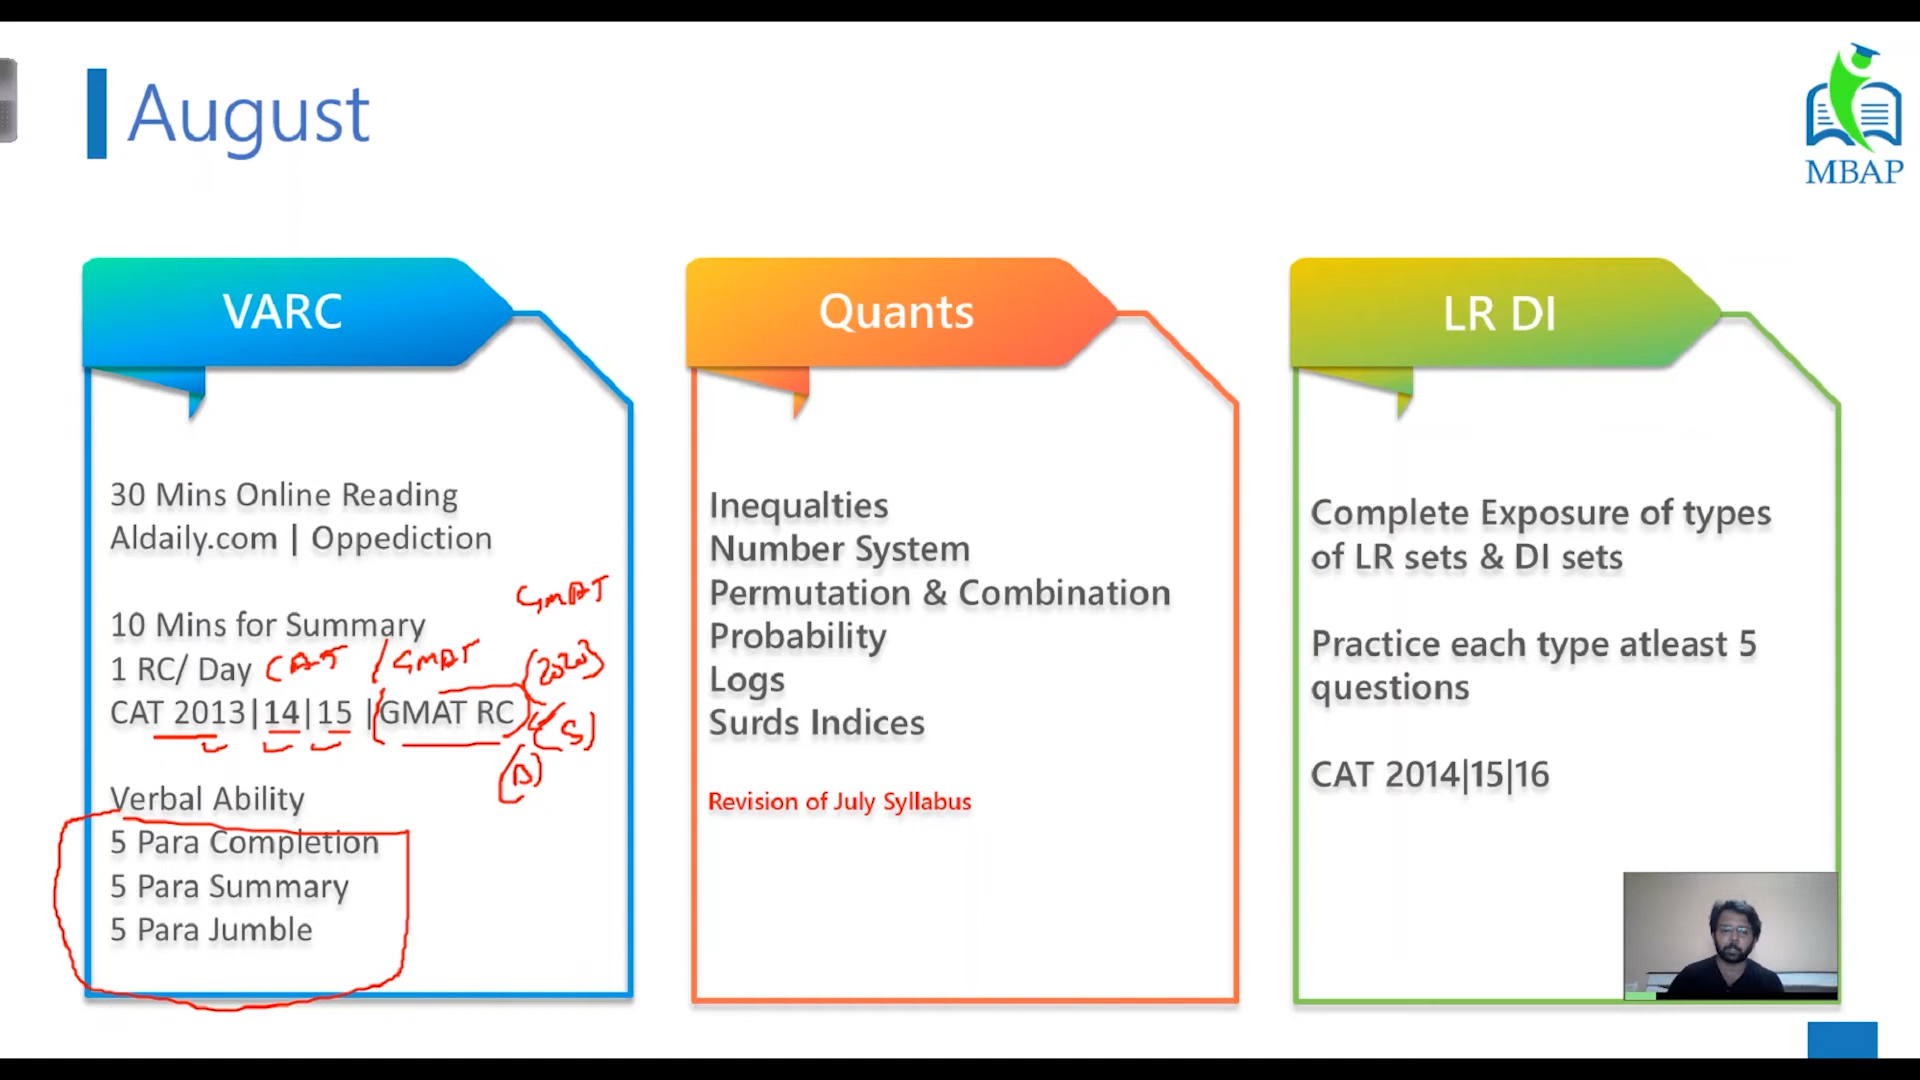 August
MBAP
VARC
30 Mins Online Reading
Aldaily.com | Oppediction
GMAT
10 Mins for Summary
1 RC/ Day CAT / GMAT (2020)
CAT 2013|14|15 |GMAT RC
(S)
Verbal Ability
5 Para Completion
5 Para Summary
5 Para Jumble
Quants
Inequalties
Number System
Permutation & Combination
Probability
Logs
Surds Indices
Revision of July Syllabus
LR DI
Complete Exposure of types
of LR sets & DI sets
Practice each type atleast 5
questions
CAT 2014|15|16